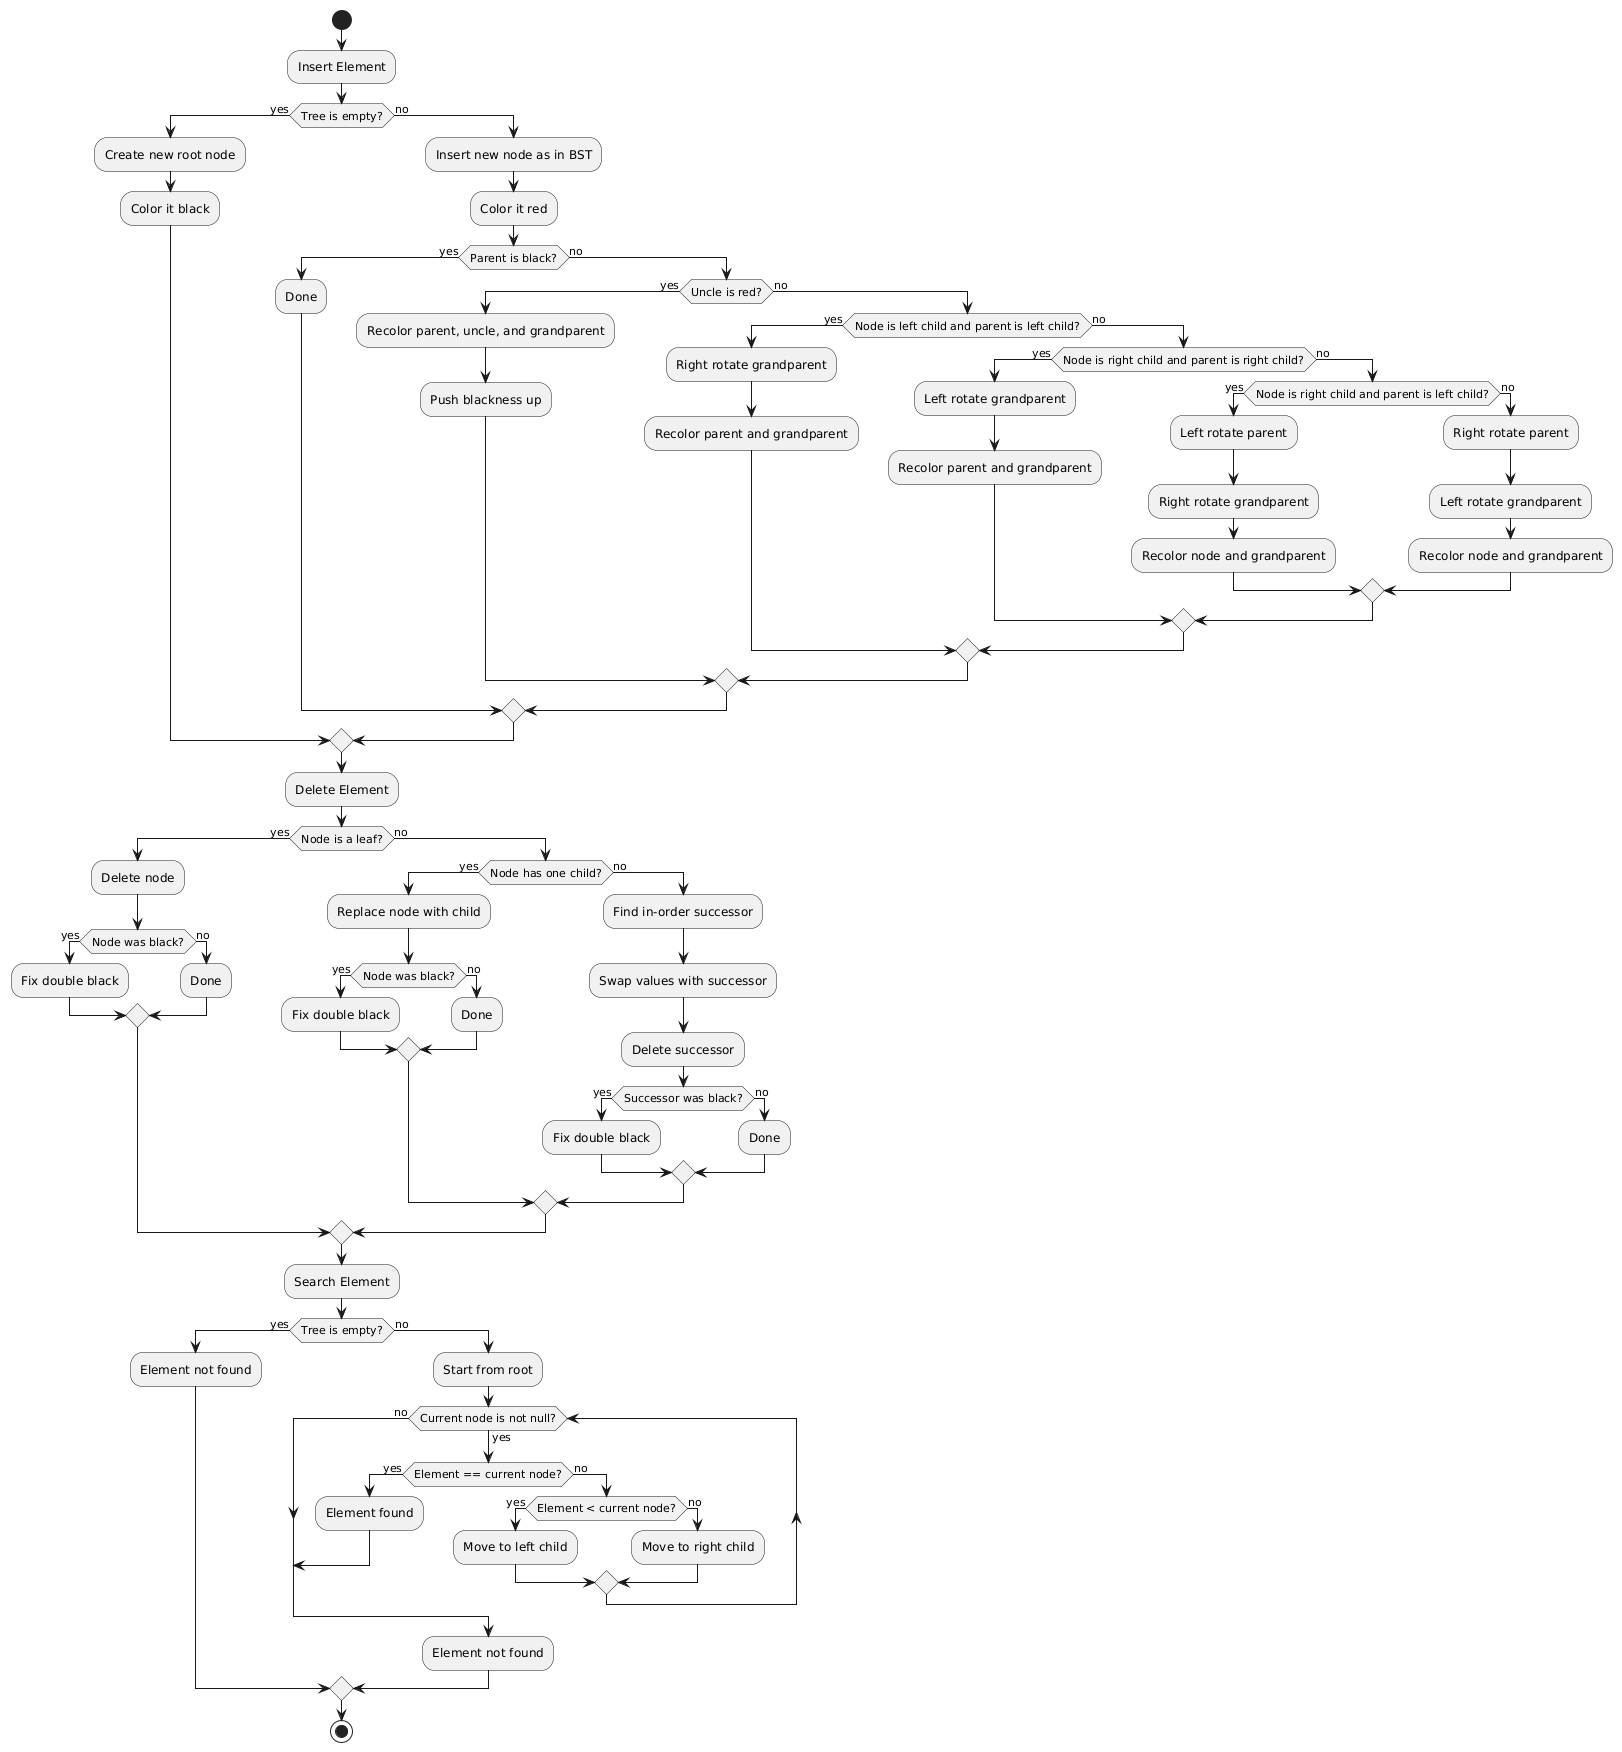 Insert Element
yes
Tree is empty?
no
Create new root node
Insert new node as in BST
Color it black
Color it red
yes
Parent is black?
no
Done
yes
Uncle is red?
no
Recolor parent, uncle, and grandparent
Push blackness up
yes
Node is left child and parent is left child?
no
Right rotate grandparent
Recolor parent and grandparent
yes
Node is right child and parent is right child?
no
Left rotate grandparent
Recolor parent and grandparent
yes
Node is right child and parent is left child?
no
Left rotate parent
Right rotate grandparent
Recolor node and grandparent
Right rotate parent
Left rotate grandparent
Recolor node and grandparent
Delete Element
yes
Node is a leaf?
no
Delete node
yes
Node was black?
no
Fix double black
Done
yes
Node has one child?
no
Replace node with child
yes
Node was black?
no
Fix double black
Done
Find in-order successor
Swap values with successor
Delete successor
yes
Successor was black?
no
Fix double black
Done
Search Element
yes
Tree is empty?
no
Element not found
Start from root
no
Current node is not null?
yes
yes
Element == current node?
no
Element found
yes
Element < current node?
no
Move to left child
Move to right child
Element not found